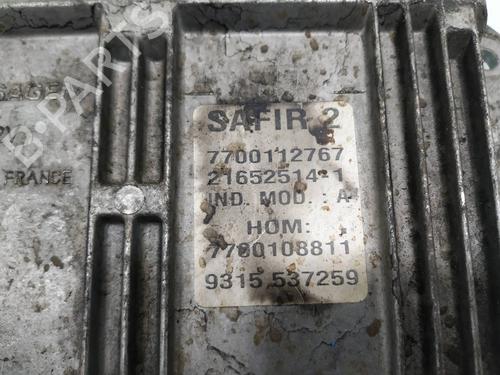 SAFIR 2
7700112767
21652514-1
IND. MOD. : A
HOM:
7700108811
9315 537259
FRANCE
B-PARTS